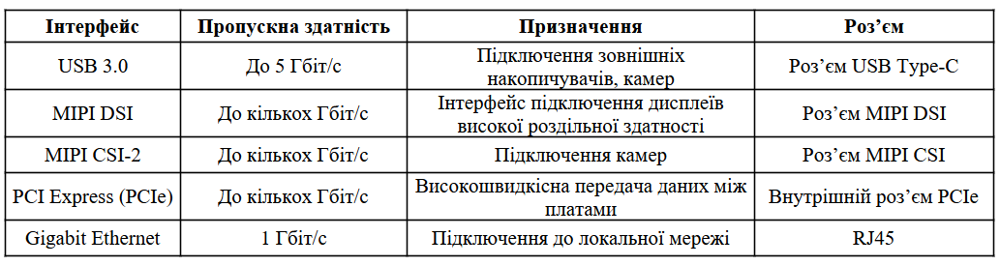 Інтерфейс Пропускна здатність Призначення Роз’єм
USB 3.0 До 5 Гбіт/с Підключення зовнішніх накопичувачів, камер Роз’єм USB Type-C
MIPI DSI До кількох Гбіт/с Інтерфейс підключення дисплеїв високої роздільної здатності Роз’єм MIPI DSI
MIPI CSI-2 До кількох Гбіт/с Підключення камер Роз’єм MIPI CSI
PCI Express (PCIe) До кількох Гбіт/с Високошвидкісна передача даних між платами Внутрішній роз’єм PCIe
Gigabit Ethernet 1 Гбіт/с Підключення до локальної мережі RJ45